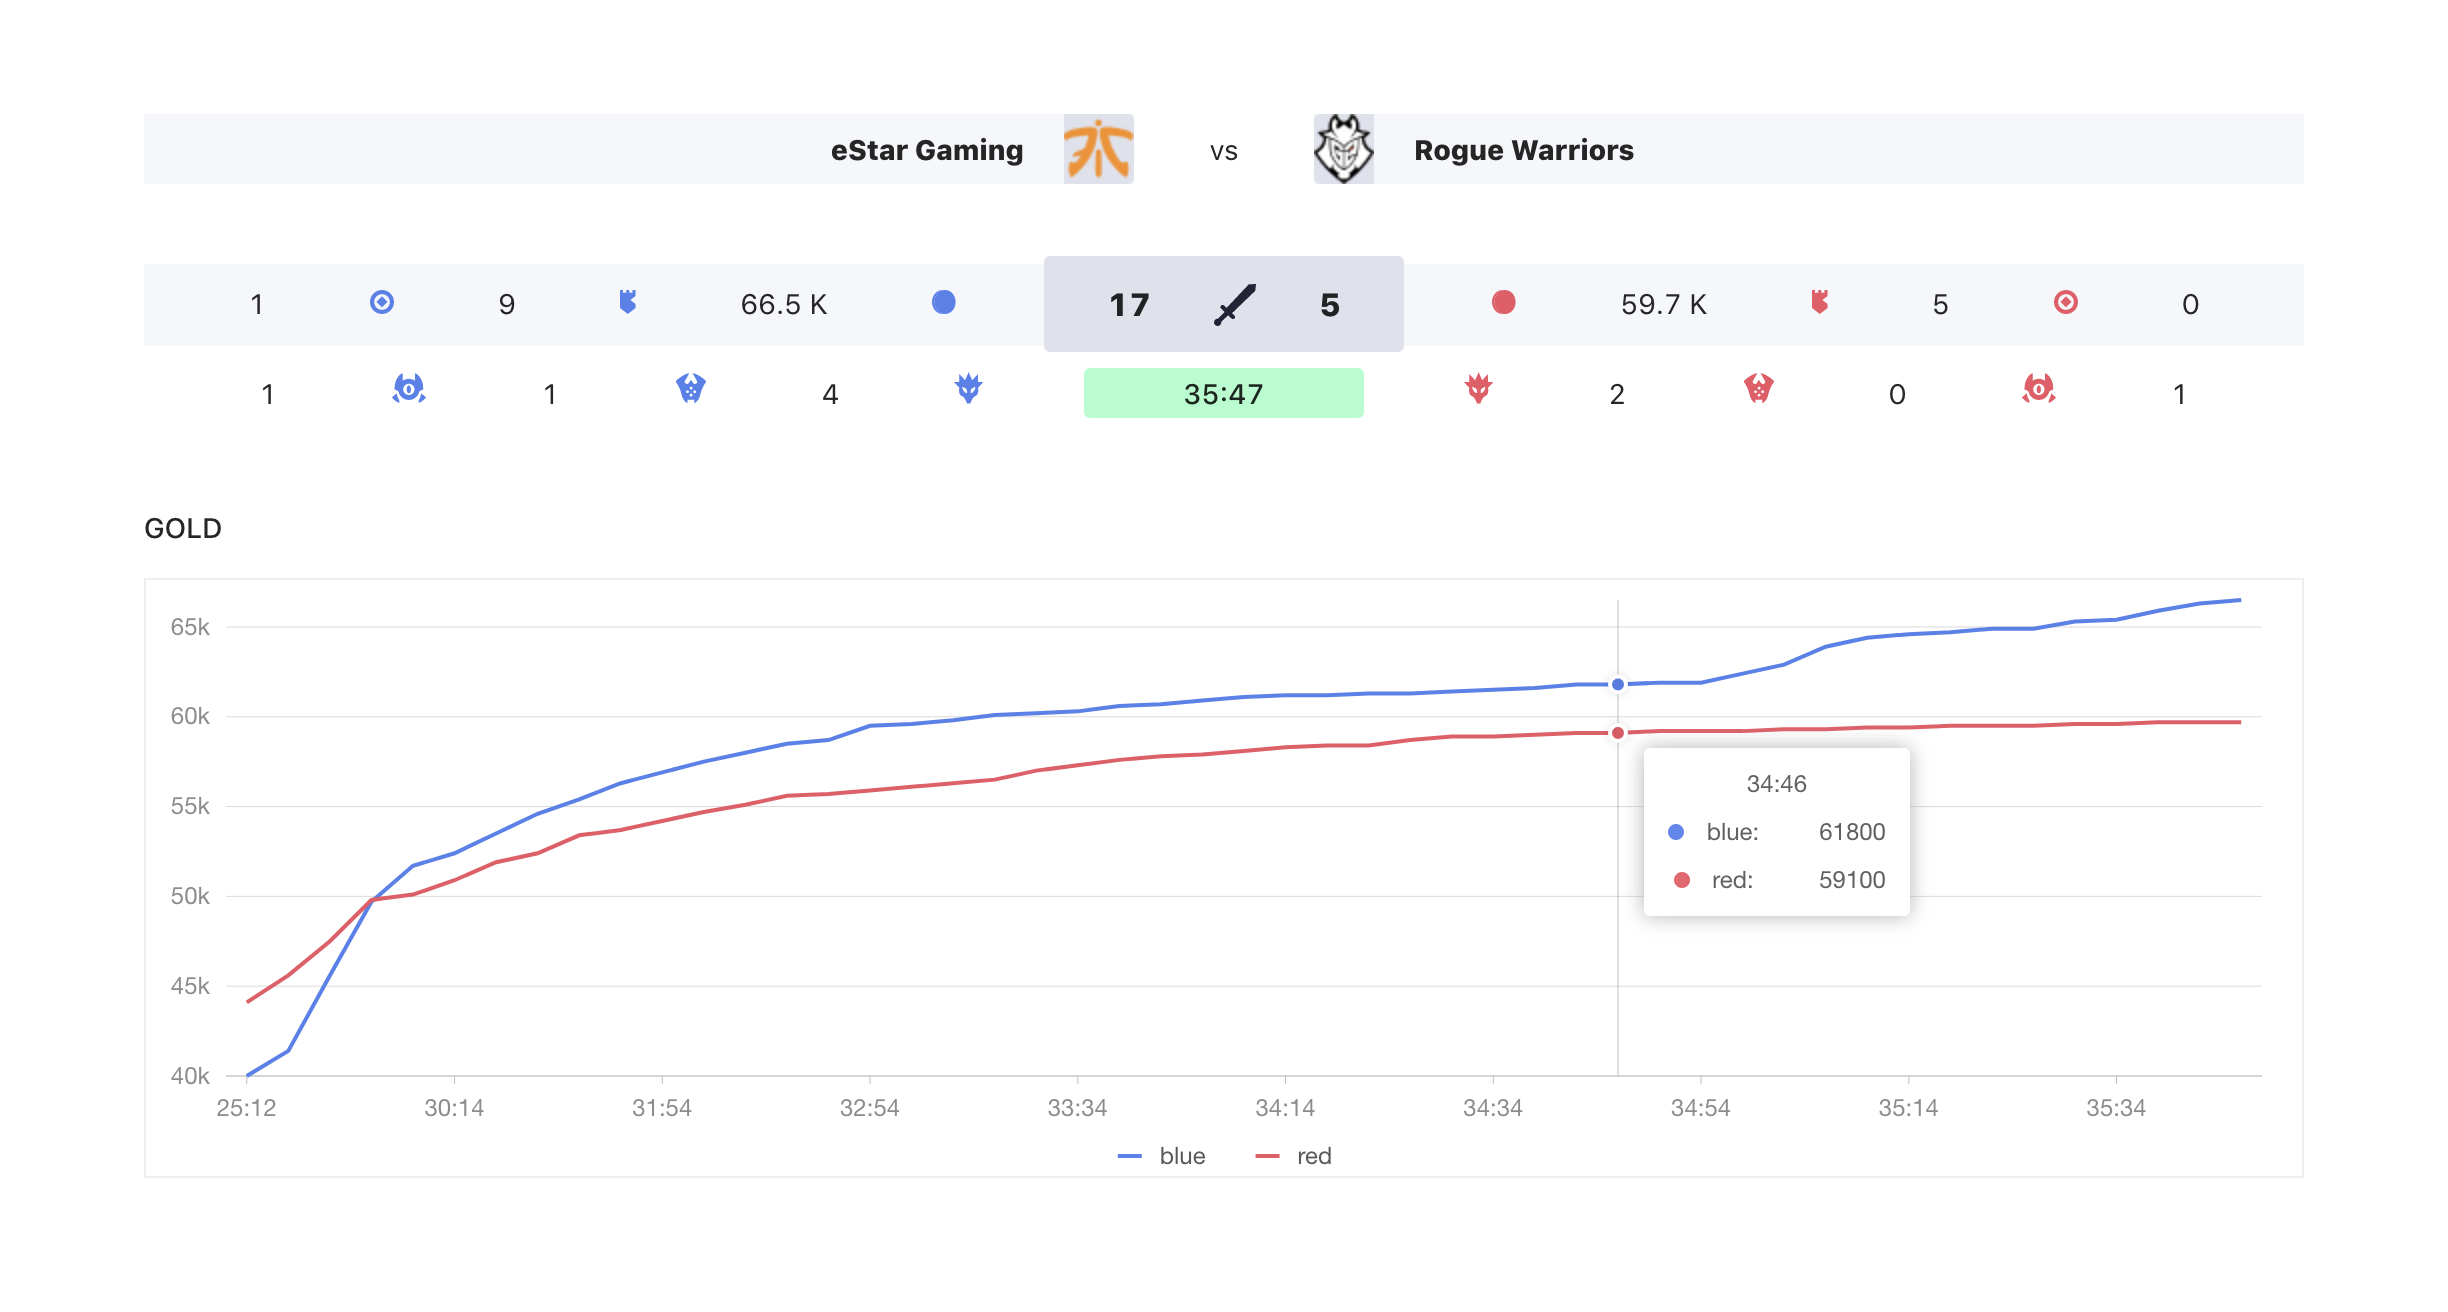 eStar Gaming vs Rogue Warriors
1 9 66.5 K 17 5 59.7 K 5 0
1 1 4 35:47 2 0 1
GOLD
65k
60k
55k
50k
45k
40k
34:46
blue: 61800
red: 59100
25:12 30:14 31:54 32:54 33:34 34:14 34:34 34:54 35:14 35:34
blue red